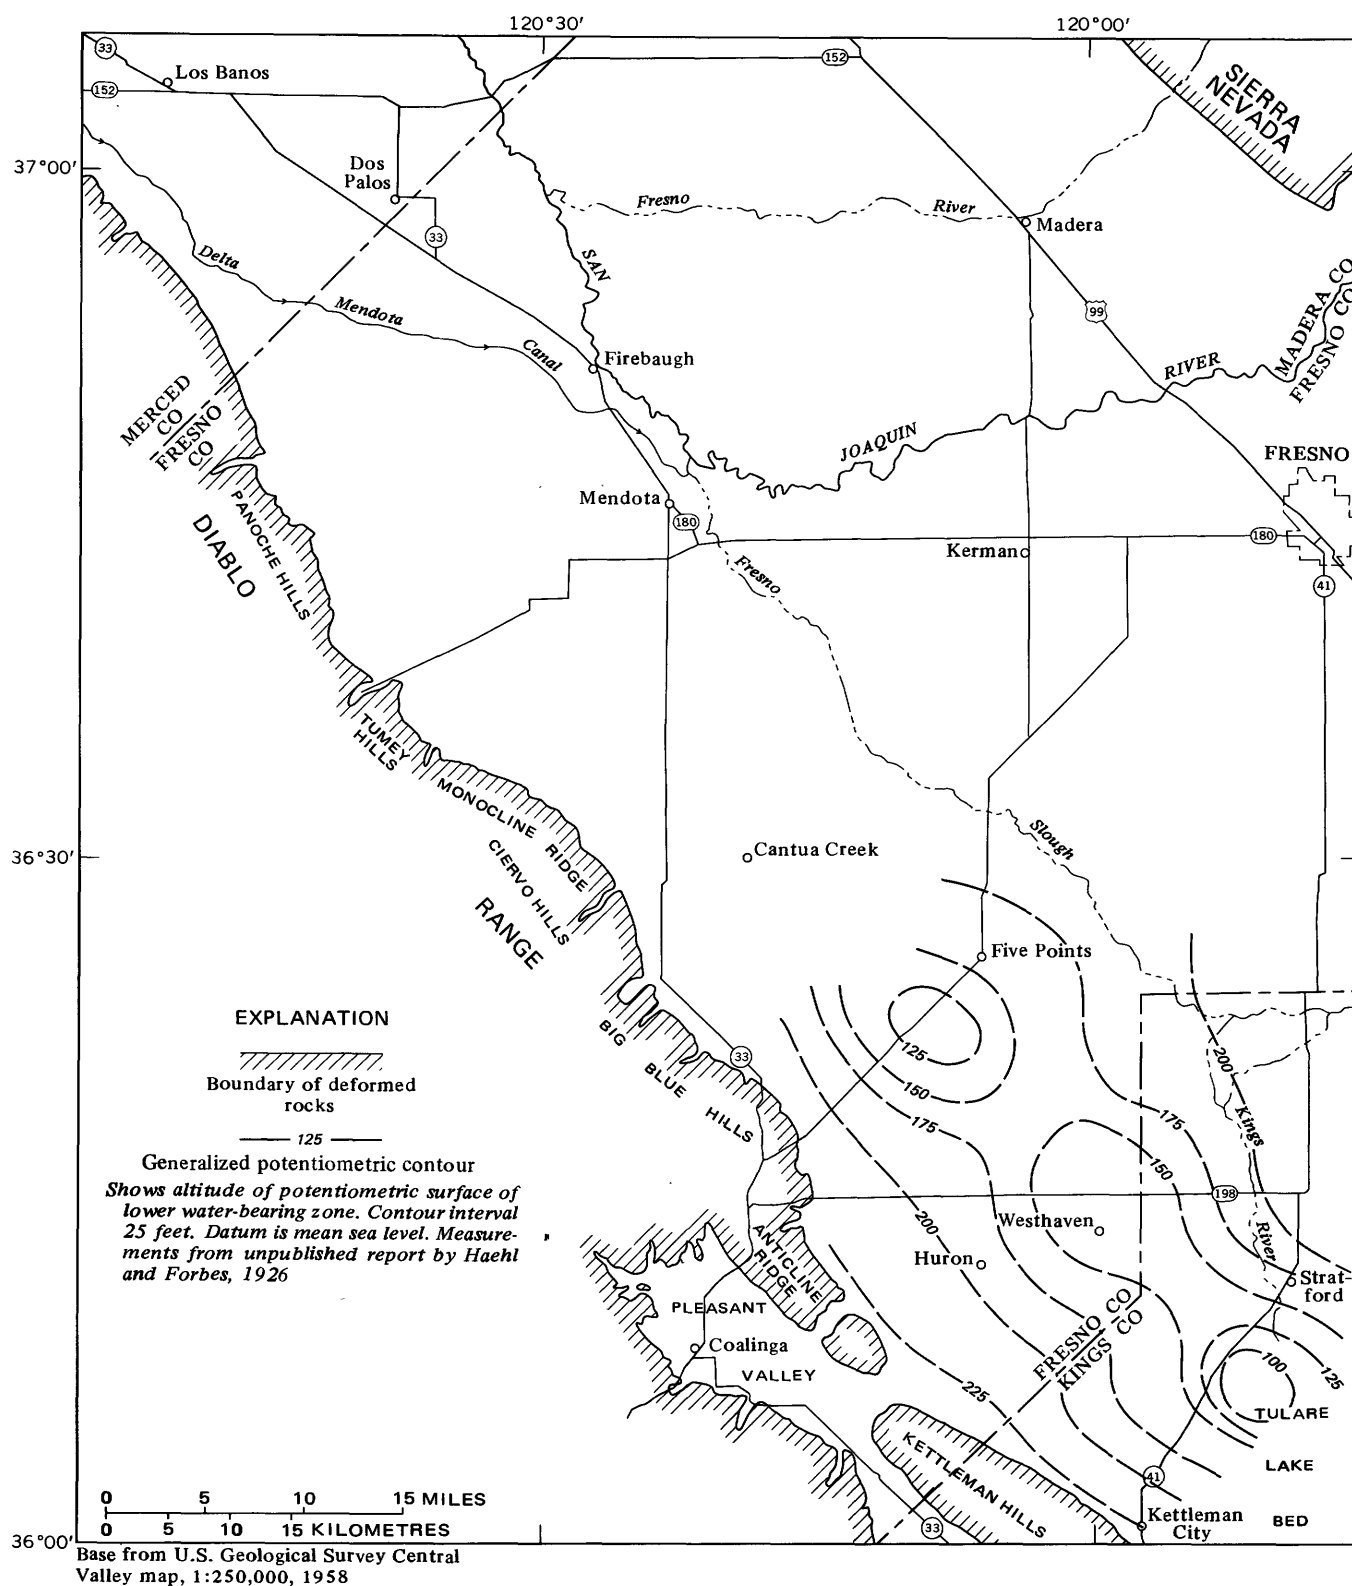 120°30′
120°00′
33
Los Banos
152
152
SIERRA
NEVADA
37°00′
Dos
Palos
Fresno
River
Madera
33
Delta
SAN
Mendota
99
MADERA CO
FRESNO CO
Canal
Firebaugh
RIVER
MERCED
CO
FRESNO
CO
JOAQUIN
FRESNO
PANOCHE HILLS
Mendota
180
DIABLO
Kerman
180
Fresno
41
TUMEY
HILLS
MONOCLINE
RIDGE
CIERVO HILLS
36°30′
Cantua Creek
Slough
RANGE
Five Points
EXPLANATION
Boundary of deformed
rocks
125
Generalized potentiometric contour
Shows altitude of potentiometric surface of
lower water-bearing zone. Contour interval
25 feet. Datum is mean sea level. Measure-
ments from unpublished report by Haehl
and Forbes, 1926
BIG
BLUE
HILLS
33
125
150
175
200
200
Kings
175
150
198
River
Westhaven
Huron
Strat-
ford
ANTICLINE
RIDGE
PLEASANT
Coalinga
VALLEY
FRESNO CO
KINGS CO
225
100
125
TULARE
LAKE
BED
KETTLEMAN HILLS
41
Kettleman
City
33
0 5 10 15 MILES
0 5 10 15 KILOMETRES
36°00′
Base from U.S. Geological Survey Central
Valley map, 1:250,000, 1958